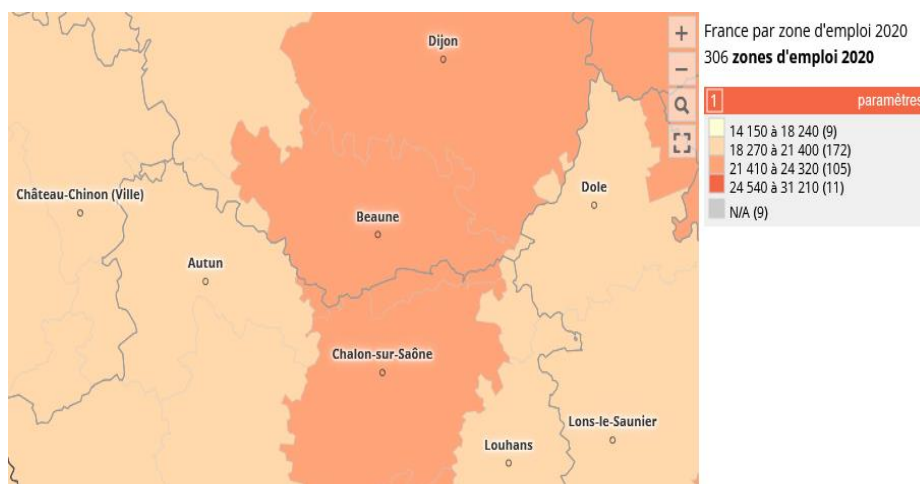 Dijon
Château-Chinon (Ville)
Dole
Beaune
Autun
Chalon-sur-Saône
Lons-le-Saunier
Louhans
+
−
France par zone d'emploi 2020
306 zones d'emploi 2020
1 paramètres
14 150 à 18 240 (9)
18 270 à 21 400 (172)
21 410 à 24 320 (105)
24 540 à 31 210 (11)
N/A (9)